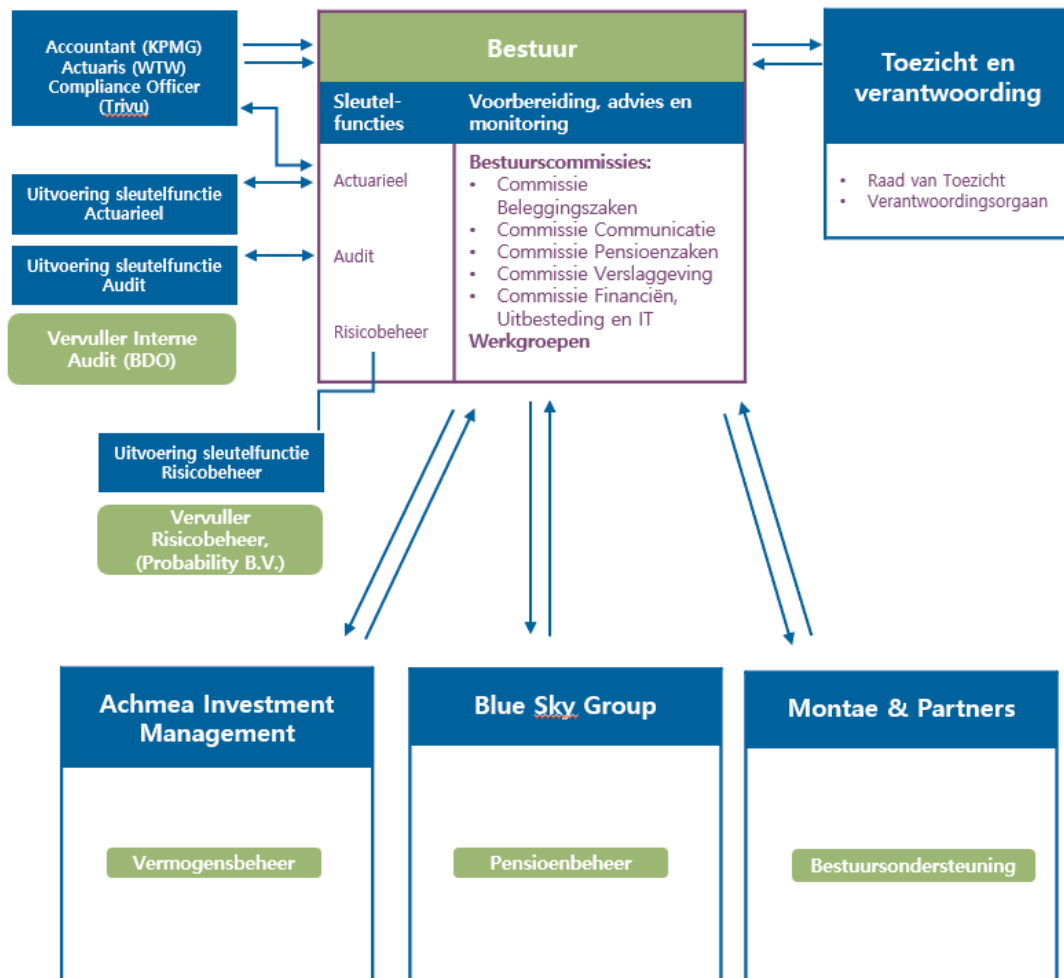 Accountant (KPMG)
Actuaris (WTW)
Compliance Officer
(Trivu)
Uitvoering sleutelfunctie
Actuarieel
Uitvoering sleutelfunctie
Audit
Vervuller Interne
Audit (BDO)
Bestuur
Sleutel-
functies
Voorbereiding, advies en
monitoring
Actuarieel
Audit
Risicobeheer
Bestuurscommissies:
• Commissie
Beleggingszaken
• Commissie Communicatie
• Commissie Pensioenzaken
• Commissie Verslaggeving
• Commissie Financiën,
Uitbesteding en IT
Werkgroepen
Toezicht en
verantwoording
• Raad van Toezicht
• Verantwoordingsorgaan
Uitvoering sleutelfunctie
Risicobeheer
Vervuller
Risicobeheer,
(Probability B.V.)
Achmea Investment
Management
Vermogensbeheer
Blue Sky Group
Pensioenbeheer
Montae & Partners
Bestuursondersteuning